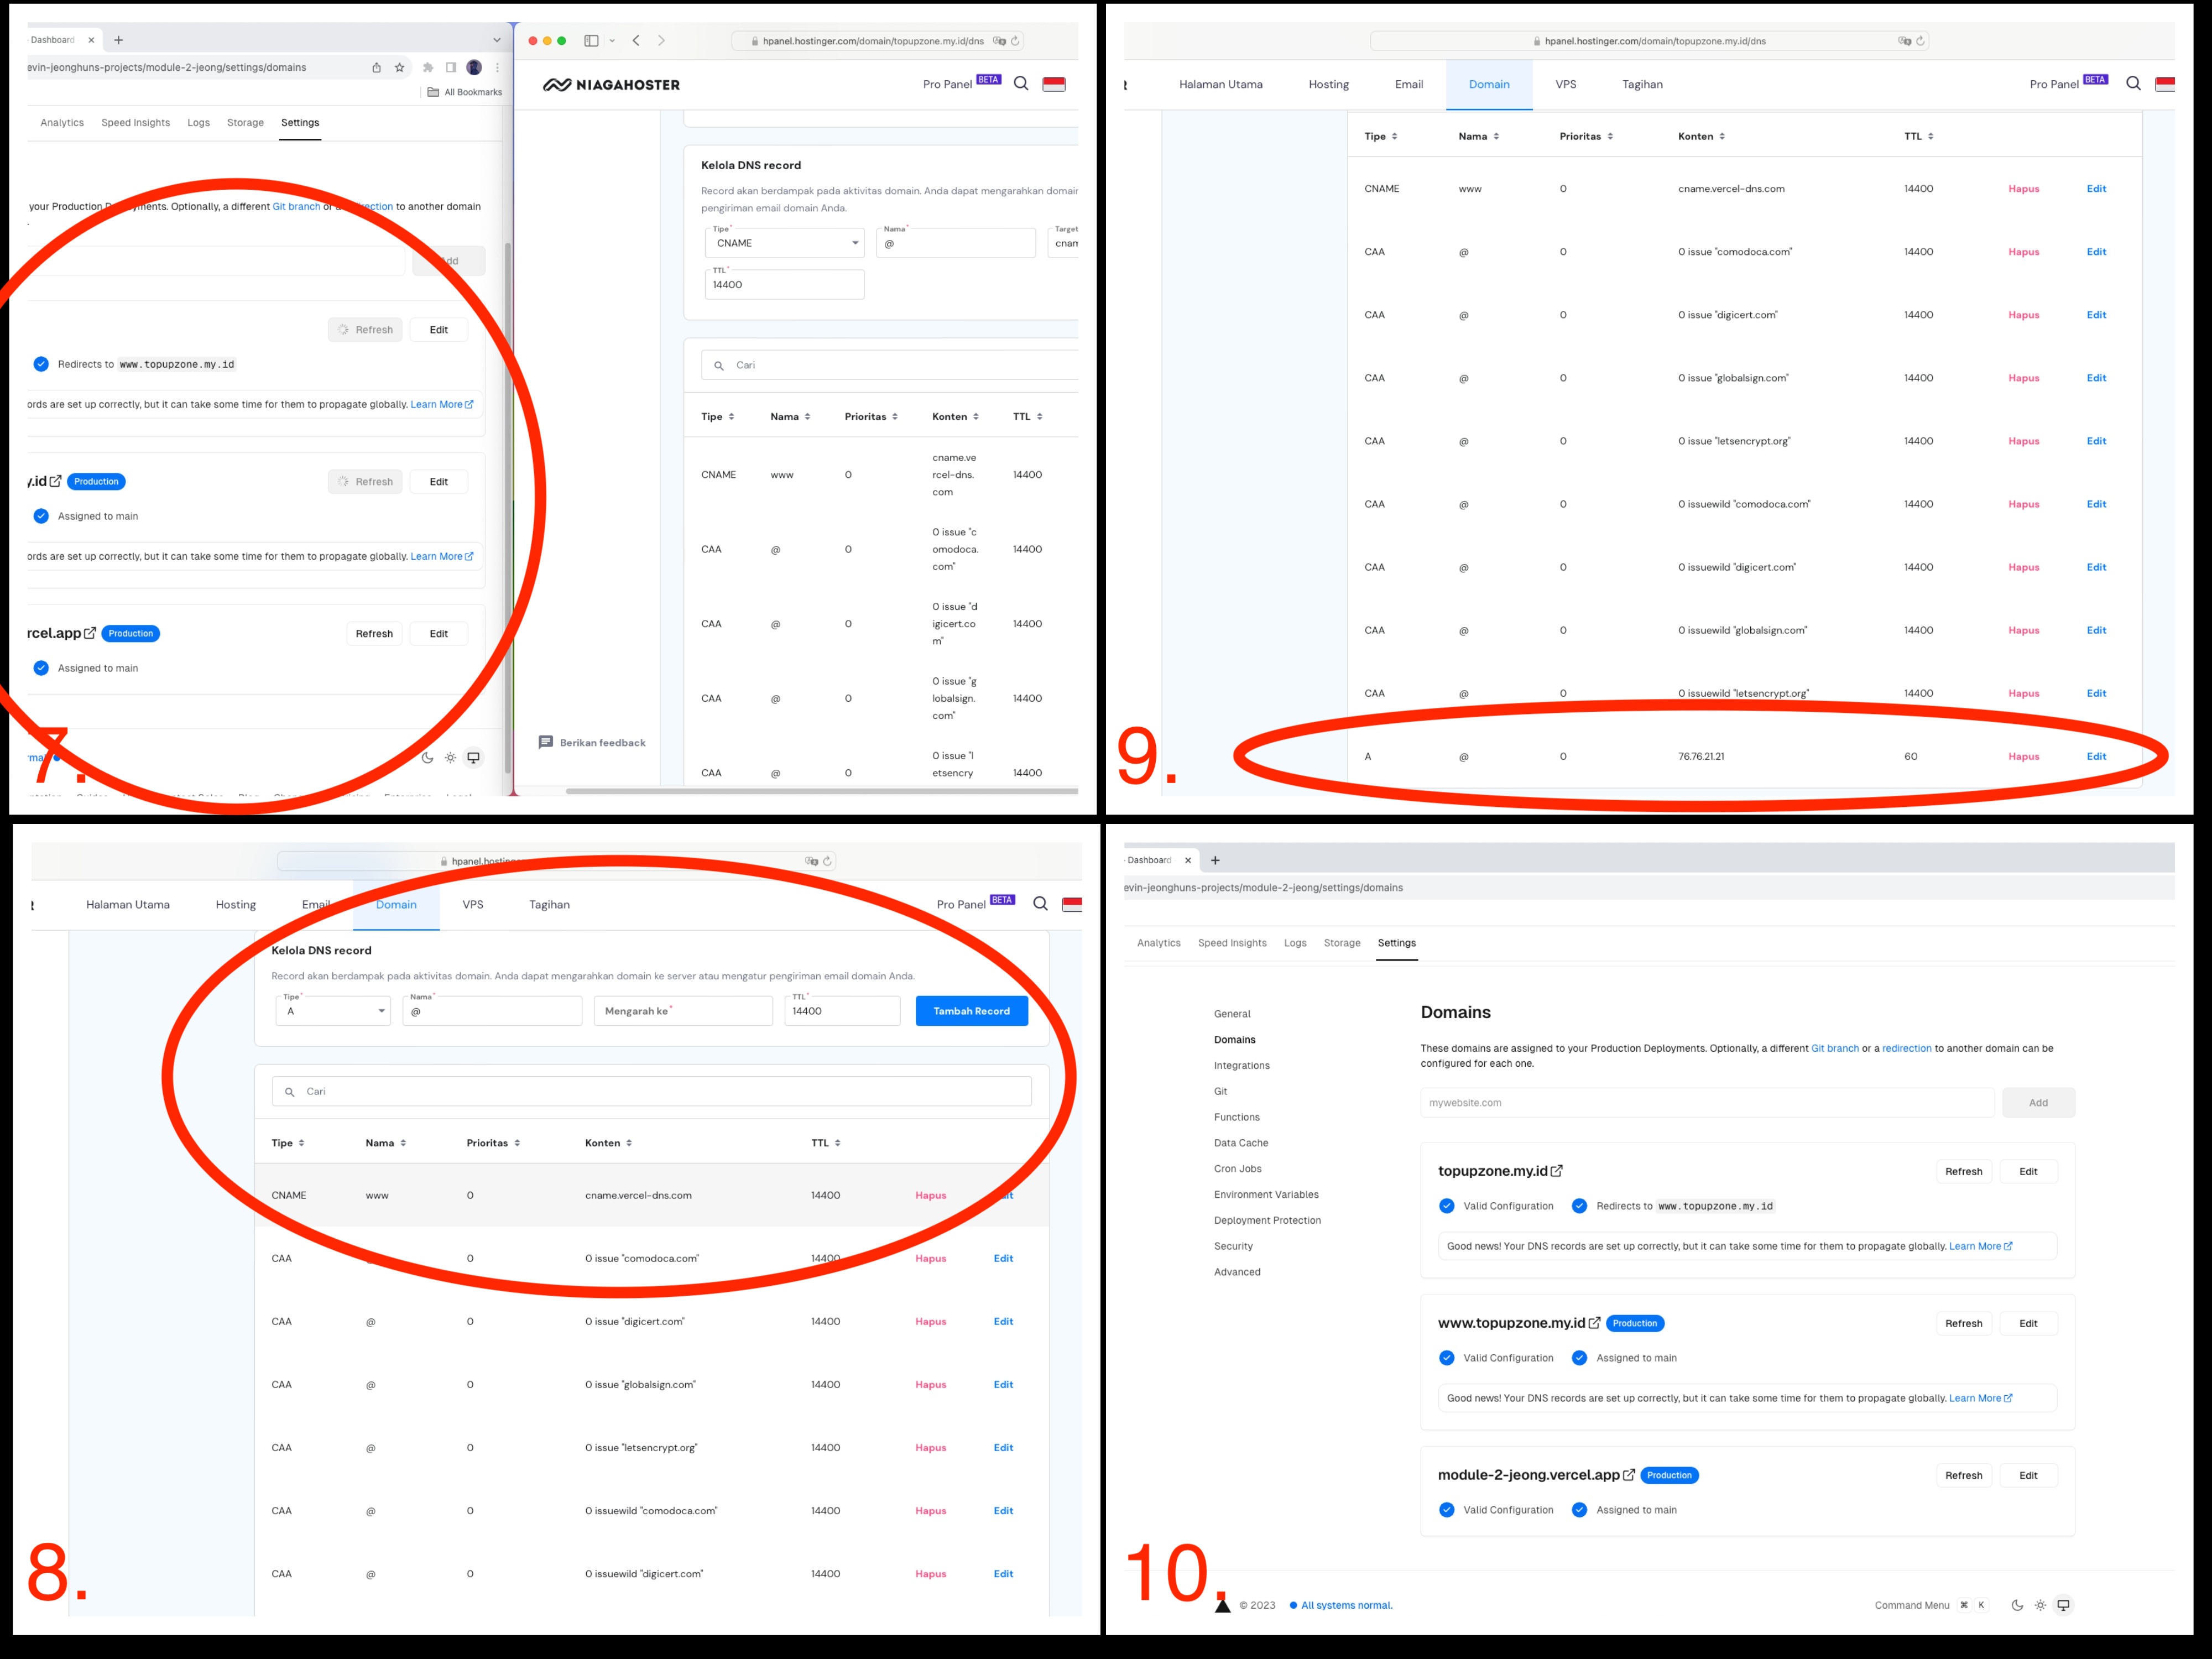 Dashboard
evin-jeonghuns-projects/module-2-jeong/settings/domains
All Bookmarks
Analytics Speed Insights Logs Storage Settings
your Production Deployments. Optionally, a different Git branch or a redirection to another domain
Add
Refresh Edit
Redirects to www.topupzone.my.id
ords are set up correctly, but it can take some time for them to propagate globally. Learn More
y.id Production Refresh Edit
Assigned to main
ords are set up correctly, but it can take some time for them to propagate globally. Learn More
rcel.app Production Refresh Edit
Assigned to main
7.
hpanel.hostinger.com/domain/topupzone.my.id/dns
NIAGAHOSTER
Pro Panel BETA
Kelola DNS record
Record akan berdampak pada aktivitas domain. Anda dapat mengarahkan domain
pengiriman email domain Anda.
Tipe* Nama* Target
CNAME @ cnam
TTL*
14400
Cari
Tipe Nama Prioritas Konten TTL
CNAME www 0 cname.ve
rcel-dns.
com 14400
CAA @ 0 0 issue "c
omodoca.
com" 14400
CAA @ 0 0 issue "d
igicert.co
m" 14400
CAA @ 0 0 issue "g
lobalsign.
com" 14400
CAA @ 0 0 issue "l
etsencry 14400
Berikan feedback
hpanel.hostinger.com/domain/topupzone.my.id/dns
Halaman Utama Hosting Email Domain VPS Tagihan Pro Panel BETA
Tipe Nama Prioritas Konten TTL
CNAME www 0 cname.vercel-dns.com 14400 Hapus Edit
CAA @ 0 0 issue "comodoca.com" 14400 Hapus Edit
CAA @ 0 0 issue "digicert.com" 14400 Hapus Edit
CAA @ 0 0 issue "globalsign.com" 14400 Hapus Edit
CAA @ 0 0 issue "letsencrypt.org" 14400 Hapus Edit
CAA @ 0 0 issuewild "comodoca.com" 14400 Hapus Edit
CAA @ 0 0 issuewild "digicert.com" 14400 Hapus Edit
CAA @ 0 0 issuewild "globalsign.com" 14400 Hapus Edit
CAA @ 0 0 issuewild "letsencrypt.org" 14400 Hapus Edit
A @ 0 76.76.21.21 60 Hapus Edit
9.
hpanel.hosting
Halaman Utama Hosting Email Domain VPS Tagihan Pro Panel BETA
Kelola DNS record
Record akan berdampak pada aktivitas domain. Anda dapat mengarahkan domain ke server atau mengatur pengiriman email domain Anda.
Tipe* Nama* TTL*
A @ Mengarah ke* 14400 Tambah Record
Cari
Tipe Nama Prioritas Konten TTL
CNAME www 0 cname.vercel-dns.com 14400 Hapus Edit
CAA 0 0 issue "comodoca.com" 14400 Hapus Edit
CAA @ 0 0 issue "digicert.com" 14400 Hapus Edit
CAA @ 0 0 issue "globalsign.com" 14400 Hapus Edit
CAA @ 0 0 issue "letsencrypt.org" 14400 Hapus Edit
CAA @ 0 0 issuewild "comodoca.com" 14400 Hapus Edit
CAA @ 0 0 issuewild "digicert.com" 14400 Hapus Edit
8.
Dashboard
evin-jeonghuns-projects/module-2-jeong/settings/domains
Analytics Speed Insights Logs Storage Settings
General
Domains
Integrations
Git
Functions
Data Cache
Cron Jobs
Environment Variables
Deployment Protection
Security
Advanced
Domains
These domains are assigned to your Production Deployments. Optionally, a different Git branch or a redirection to another domain can be
configured for each one.
mywebsite.com Add
topupzone.my.id Refresh Edit
Valid Configuration Redirects to www.topupzone.my.id
Good news! Your DNS records are set up correctly, but it can take some time for them to propagate globally. Learn More
www.topupzone.my.id Production Refresh Edit
Valid Configuration Assigned to main
Good news! Your DNS records are set up correctly, but it can take some time for them to propagate globally. Learn More
module-2-jeong.vercel.app Production Refresh Edit
Valid Configuration Assigned to main
10.
© 2023 All systems normal. Command Menu ⌘ K